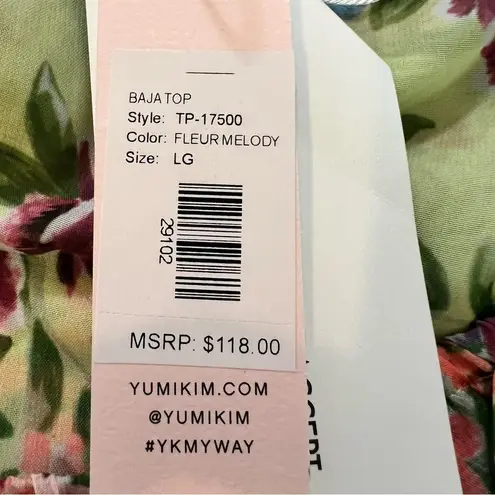 BAJA TOP
Style: TP-17500
Color: FLEUR MELODY
Size: LG
29102
MSRP: $118.00
YUMIKIM.COM
@YUMIKIM
#YKMYWAY